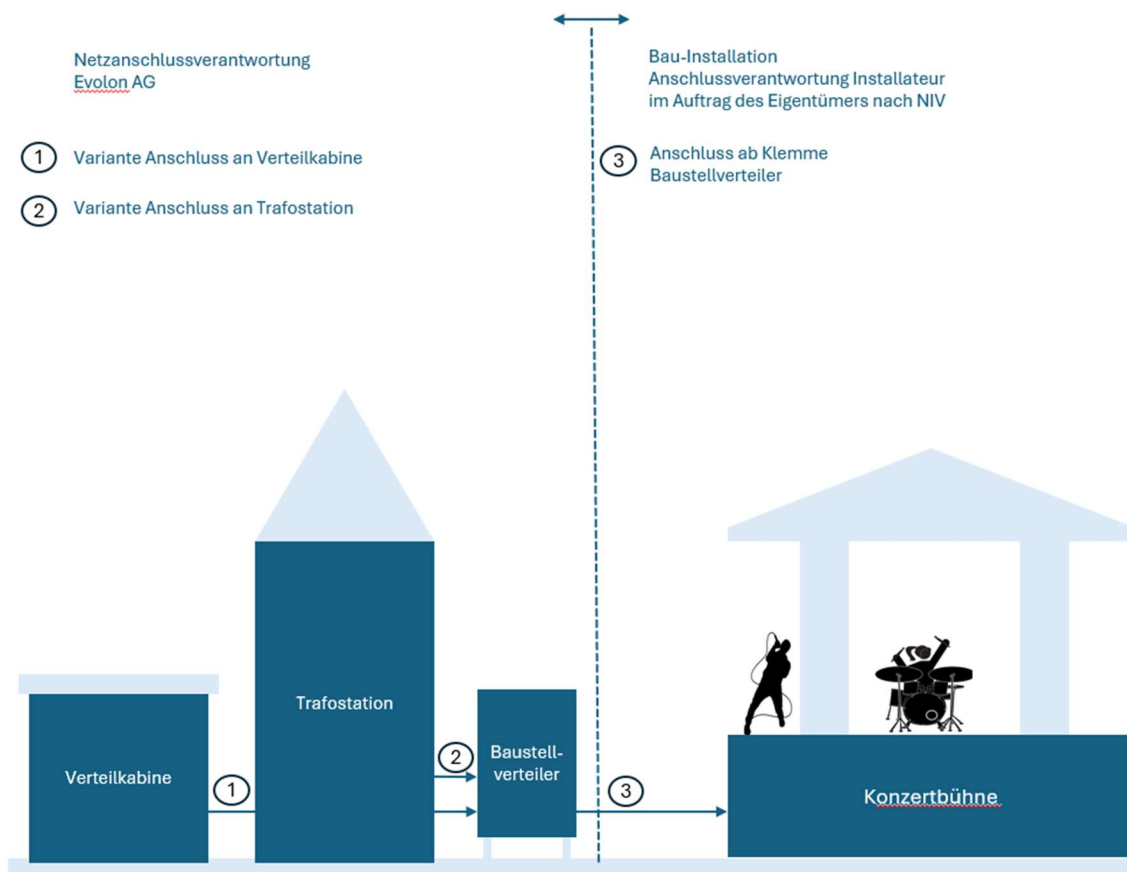 Netzanschlussverantwortung
Evolon AG
1 Variante Anschluss an Verteilkabine
2 Variante Anschluss an Trafostation
Bau-Installation
Anschlussverantwortung Installateur
im Auftrag des Eigentümers nach NIV
3 Anschluss ab Klemme
Baustellverteiler
Verteilkabine
1
Trafostation
2
Baustell-
verteiler
3
Konzertbühne